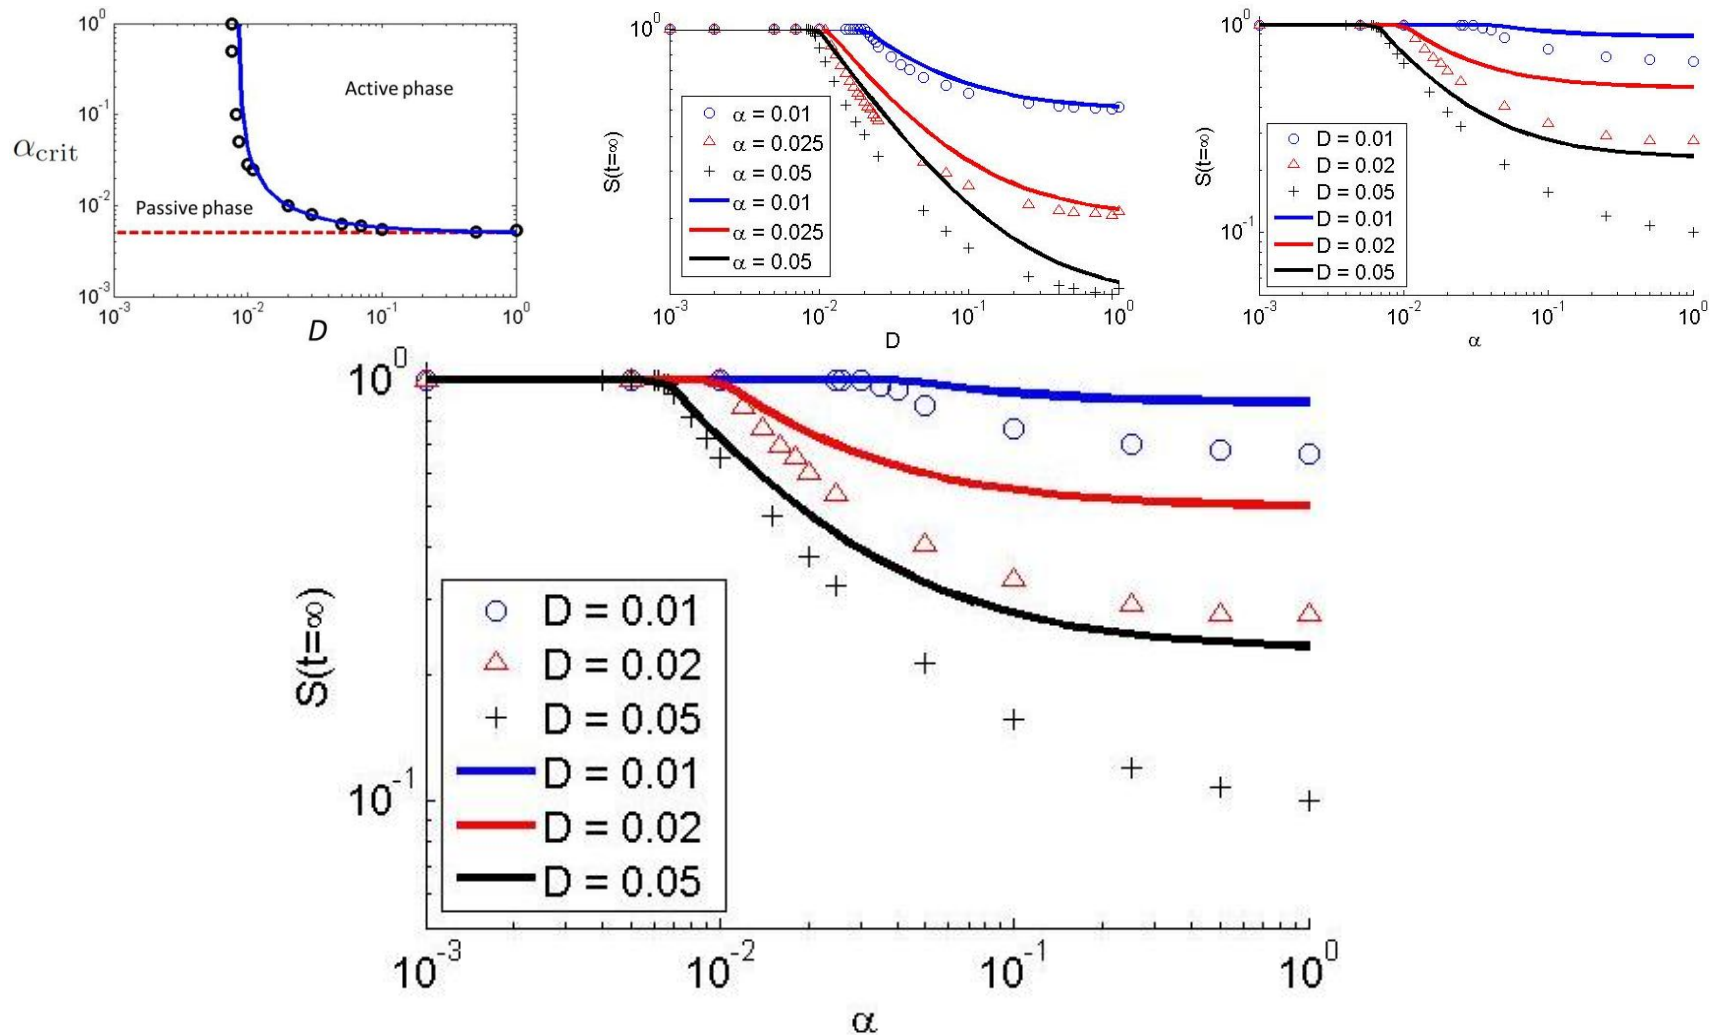 10^0
10^-1
10^-2
10^-3
α_crit
Active phase
Passive phase
10^-3 10^-2 10^-1 10^0
D
10^0
S(t=∞)
α = 0.01
α = 0.025
α = 0.05
α = 0.01
α = 0.025
α = 0.05
10^-3 10^-2 10^-1 10^0
D
10^0
10^-1
S(t=∞)
D = 0.01
D = 0.02
D = 0.05
D = 0.01
D = 0.02
D = 0.05
10^-3 10^-2 10^-1 10^0
α
10^0
10^-1
S(t=∞)
D = 0.01
D = 0.02
D = 0.05
D = 0.01
D = 0.02
D = 0.05
10^-3 10^-2 10^-1 10^0
α